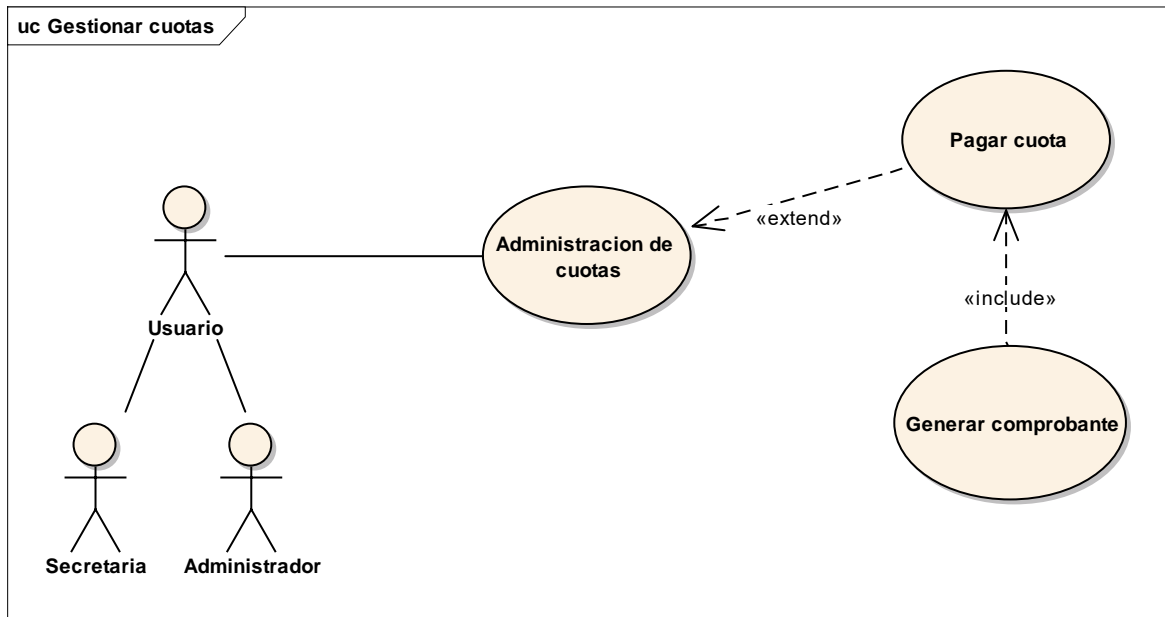 uc Gestionar cuotas
Pagar cuota
«extend»
Administracion de
cuotas
«include»
Usuario
Generar comprobante
Secretaria
Administrador